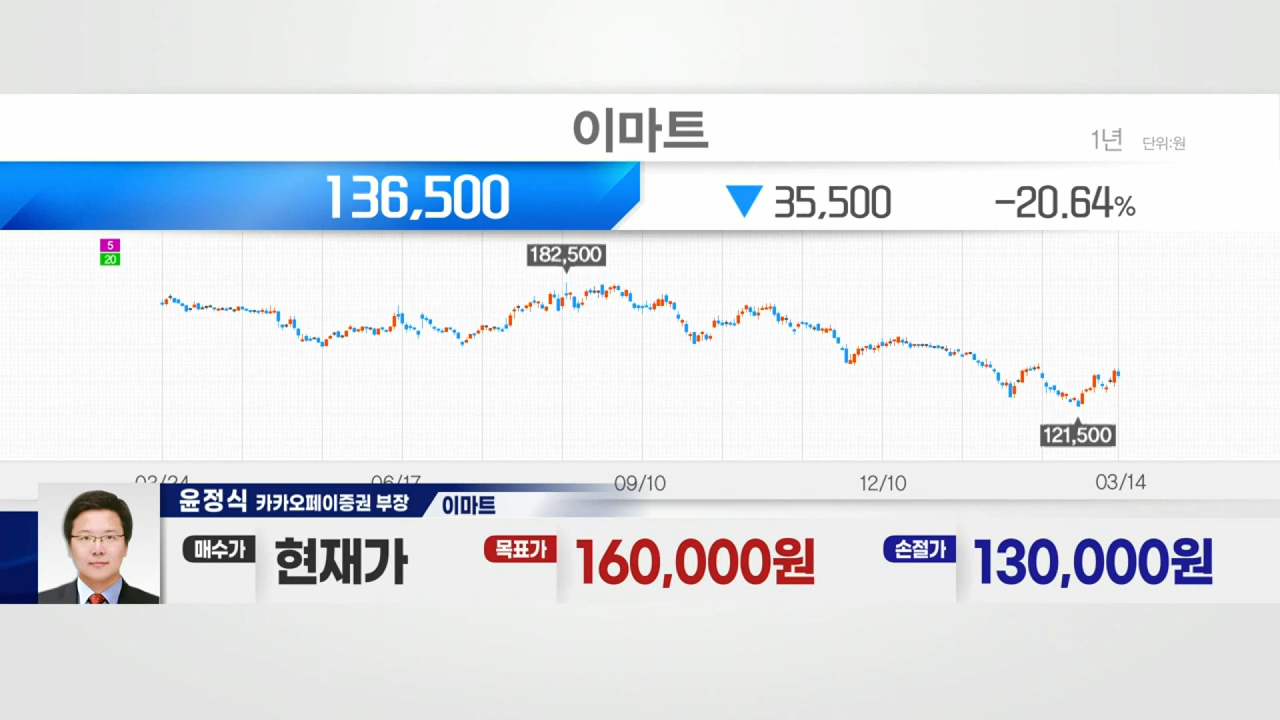 이마트
1년 단위:원
136,500 ▼35,500 -20.64%
5
20
182,500
121,500
03/24 06/17 09/10 12/10 03/14
윤정식 카카오페이증권 부장 이마트
매수가 현재가 목표가 160,000원 손절가 130,000원